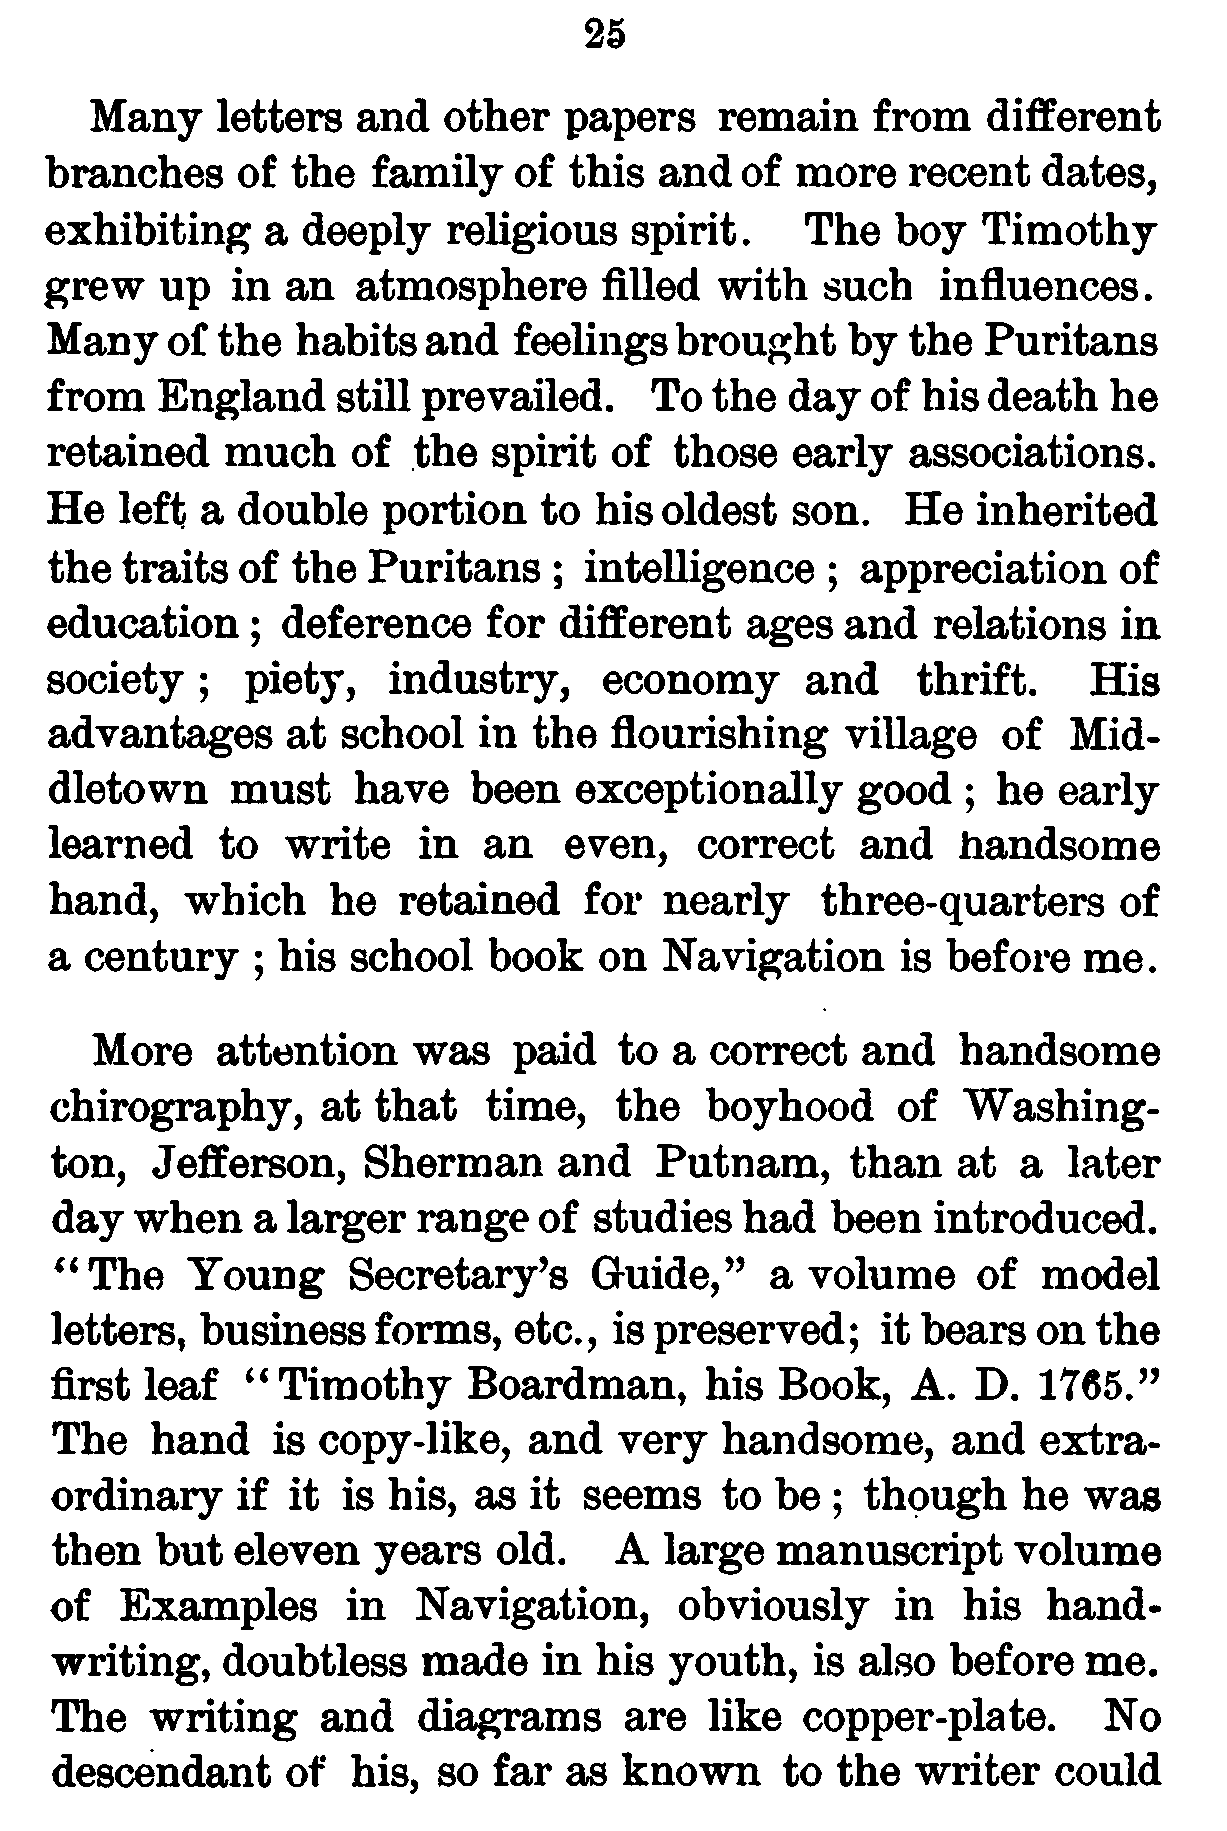 25
Many letters and other papers remain from different
branches of the family of this and of more recent dates,
exhibiting a deeply religious spirit. The boy Timothy
grew up in an atmosphere filled with such influences.
Many of the habits and feelings brought by the Puritans
from England still prevailed. To the day of his death he
retained much of the spirit of those early associations.
He left a double portion to his oldest son. He inherited
the traits of the Puritans ; intelligence ; appreciation of
education ; deference for different ages and relations in
society ; piety, industry, economy and thrift. His
advantages at school in the flourishing village of Mid-
dletown must have been exceptionally good ; he early
learned to write in an even, correct and handsome
hand, which he retained for nearly three-quarters of
a century ; his school book on Navigation is before me.
More attention was paid to a correct and handsome
chirography, at that time, the boyhood of Washing-
ton, Jefferson, Sherman and Putnam, than at a later
day when a larger range of studies had been introduced.
“The Young Secretary’s Guide,” a volume of model
letters, business forms, etc., is preserved; it bears on the
first leaf “Timothy Boardman, his Book, A. D. 1765.”
The hand is copy-like, and very handsome, and extra-
ordinary if it is his, as it seems to be ; though he was
then but eleven years old. A large manuscript volume
of Examples in Navigation, obviously in his hand-
writing, doubtless made in his youth, is also before me.
The writing and diagrams are like copper-plate. No
descendant of his, so far as known to the writer could